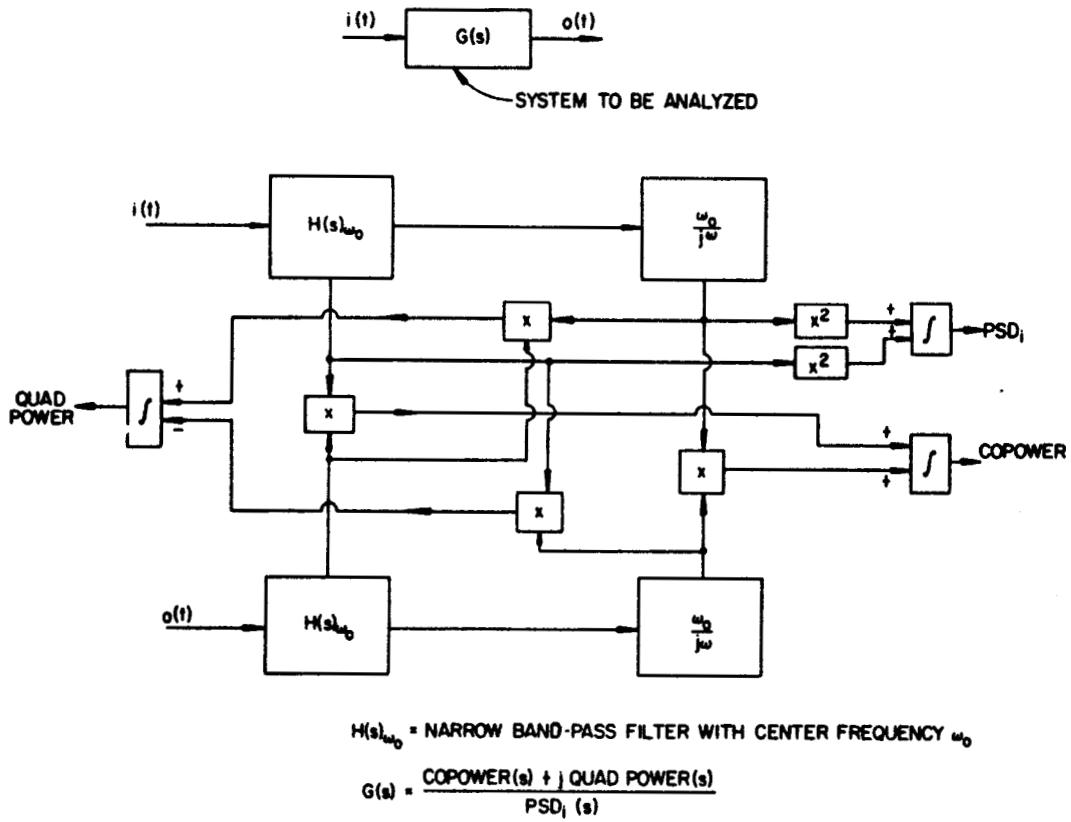 i(t) G(s) o(t)
SYSTEM TO BE ANALYZED
i(t) H(s)ω₀ ω₀/jω
x x² + + ∫ PSDᵢ
x²
QUAD POWER ∫ + − x + + ∫ COPOWER
x
x
o(t) H(s)ω₀ ω₀/jω
H(s)ω₀ = NARROW BAND-PASS FILTER WITH CENTER FREQUENCY ω₀
G(s) = COPOWER(s) + j QUAD POWER(s)
PSDᵢ (s)